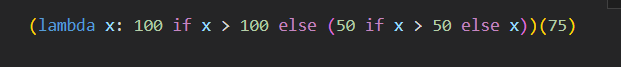 (lambda x: 100 if x > 100 else (50 if x > 50 else x))(75)